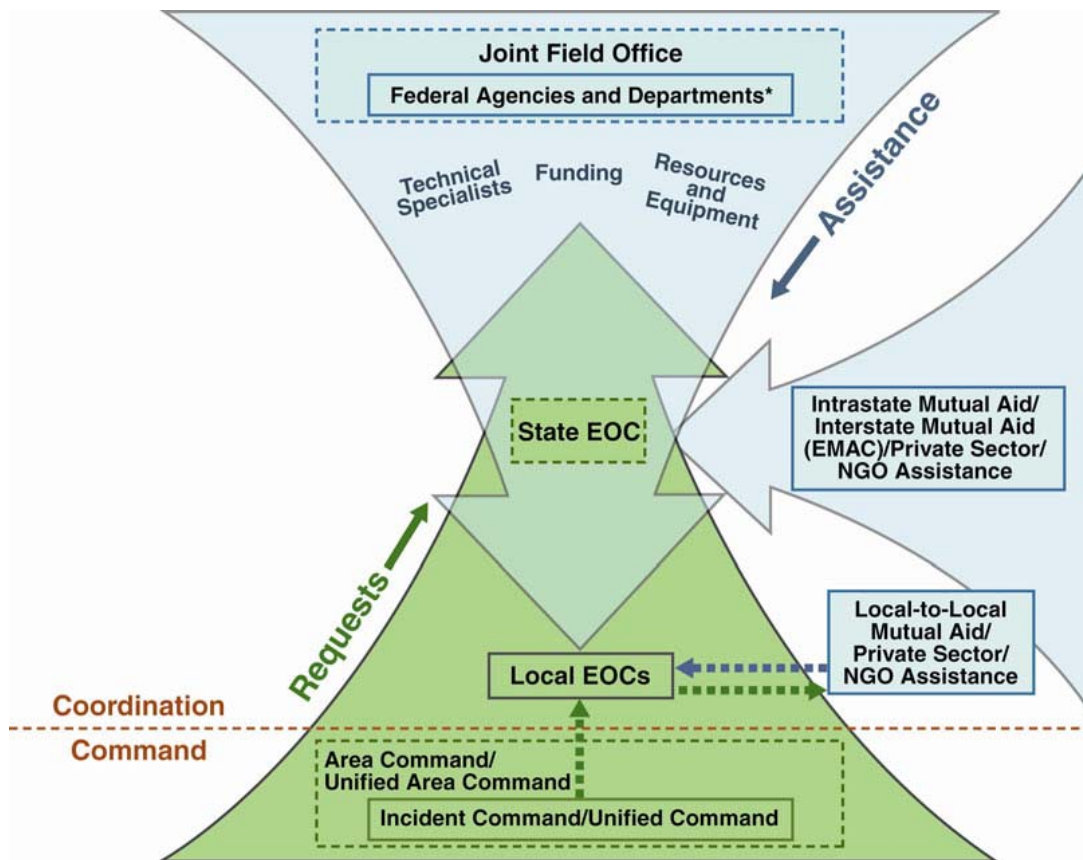 Joint Field Office
Federal Agencies and Departments*
Technical
Specialists
Funding
Resources
and
Equipment
Assistance
State EOC
Intrastate Mutual Aid/
Interstate Mutual Aid
(EMAC)/Private Sector/
NGO Assistance
Requests
Local-to-Local
Mutual Aid/
Private Sector/
NGO Assistance
Local EOCs
Coordination
Command
Area Command/
Unified Area Command
Incident Command/Unified Command